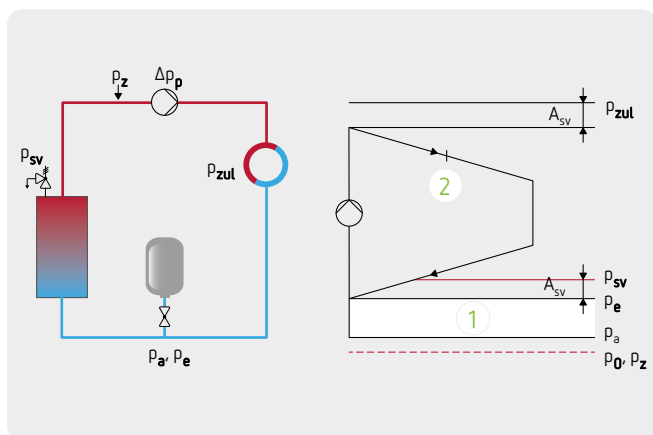 p_z
Δp_p
p_sv
p_zul
p_a, p_e
p_zul
A_sv
2
p_sv
A_sv
p_e
1
p_a
p_0, p_z